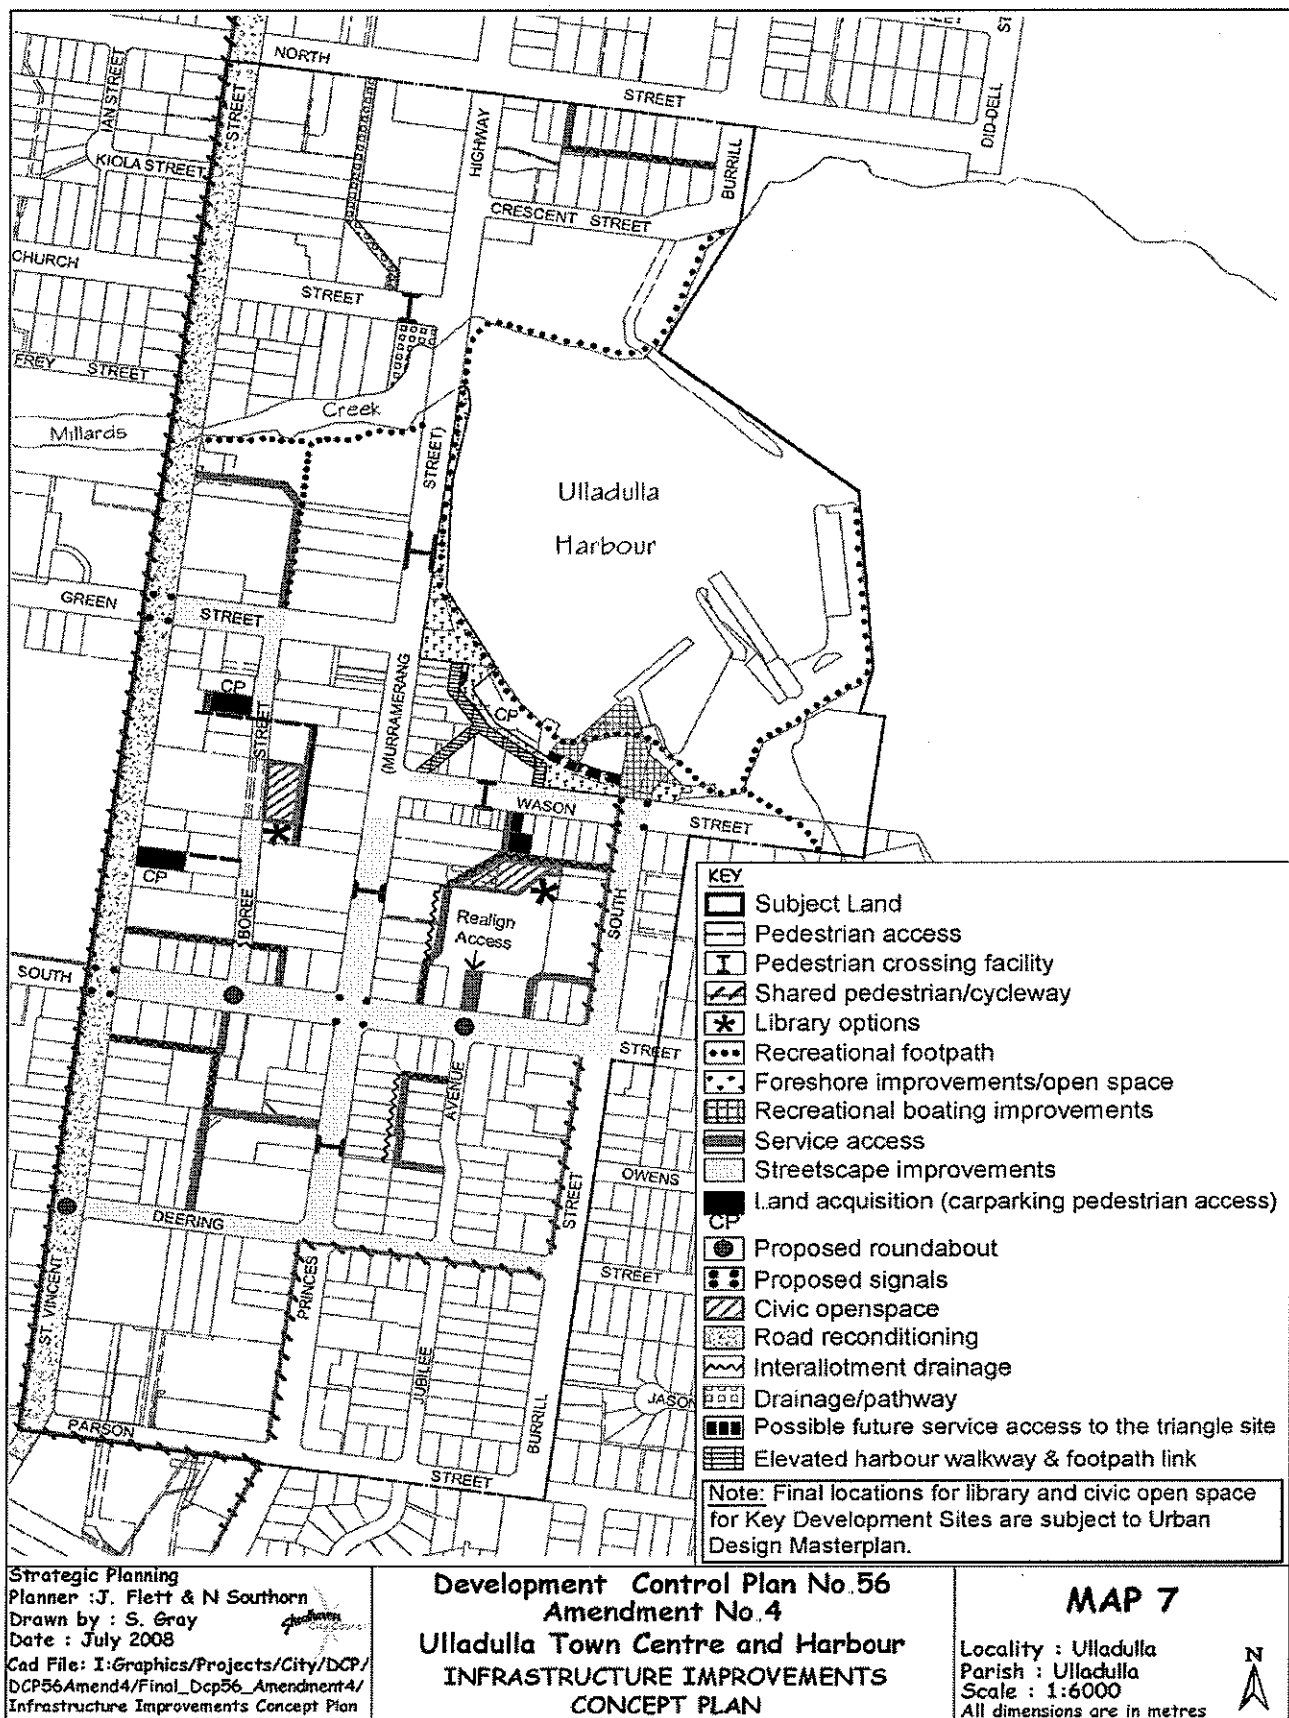 NORTH
STREET
DID-DELL
ST
STREET
IAN STREET
STREET
HIGHWAY
BURRILL
KIOLA STREET
CRESCENT STREET
CHURCH
STREET
FREY STREET
Creek
Millards
STREET)
Ulladulla
Harbour
GREEN
STREET
CP
CP
STREET
(MURRAMERANG
WASON
STREET
CP
BOREE
Realign
Access
SOUTH
SOUTH
STREET
AVENUE
OWENS
STREET
DEERING
STREET
ST. VINCENT
PRINCES
JUBILEE
JASON
BURRILL
PARSON
STREET
KEY
Subject Land
Pedestrian access
Pedestrian crossing facility
Shared pedestrian/cycleway
Library options
Recreational footpath
Foreshore improvements/open space
Recreational boating improvements
Service access
Streetscape improvements
Land acquisition (carparking pedestrian access)
CP
Proposed roundabout
Proposed signals
Civic openspace
Road reconditioning
Interallotment drainage
Drainage/pathway
Possible future service access to the triangle site
Elevated harbour walkway & footpath link
Note: Final locations for library and civic open space
for Key Development Sites are subject to Urban
Design Masterplan.
Strategic Planning
Planner :J. Flett & N Southorn
Drawn by : S. Gray
Shoalhaven
City Council
Date : July 2008
Cad File: I:Graphics/Projects/City/DCP/
DCP56Amend4/Final_Dcp56_Amendment4/
Infrastructure Improvements Concept Plan
Development Control Plan No.56
Amendment No.4
Ulladulla Town Centre and Harbour
INFRASTRUCTURE IMPROVEMENTS
CONCEPT PLAN
MAP 7
Locality : Ulladulla
Parish : Ulladulla
Scale : 1:6000
All dimensions are in metres
N